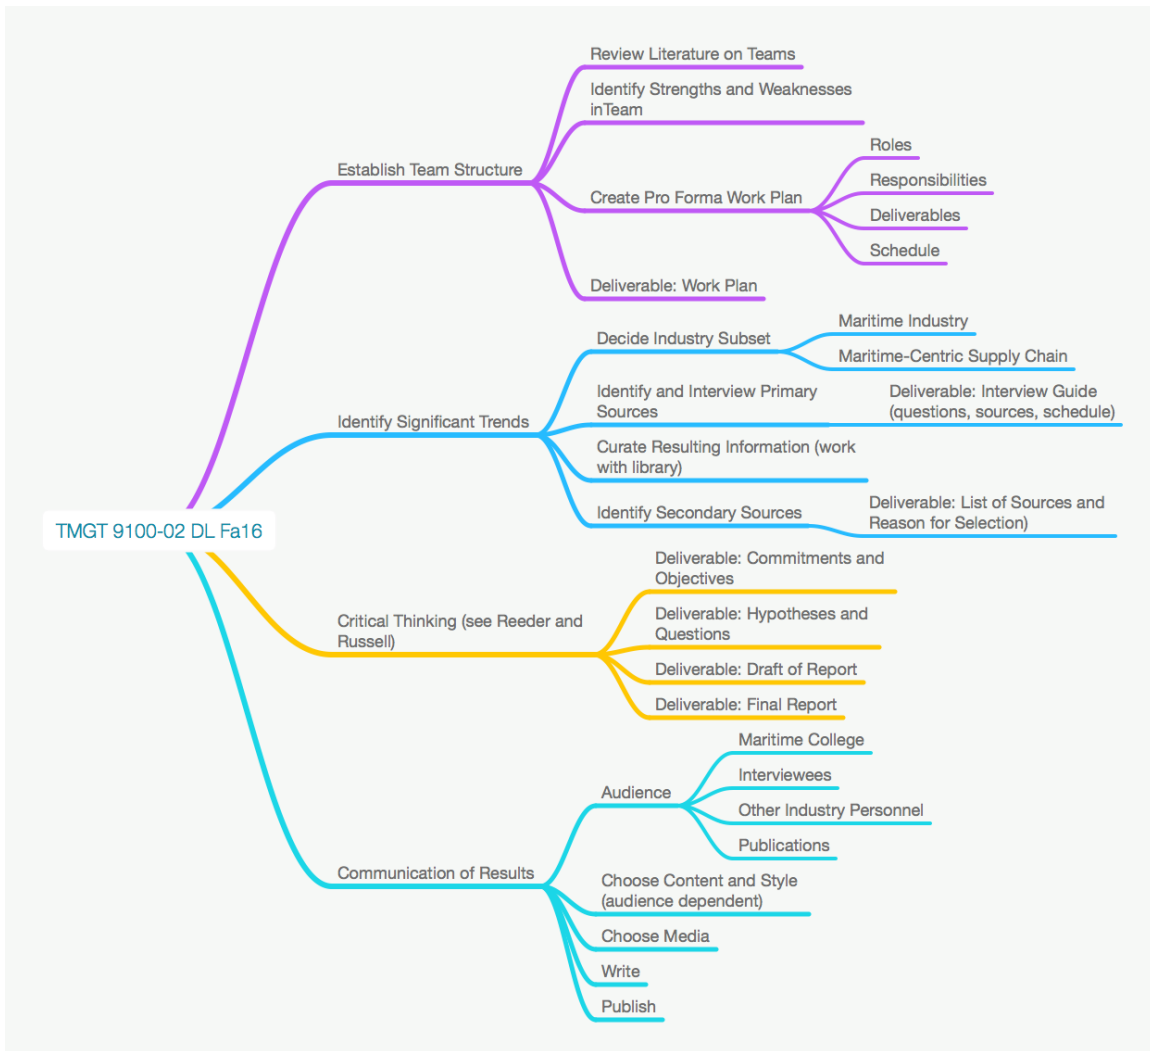 Review Literature on Teams
Identify Strengths and Weaknesses
inTeam
Establish Team Structure
Create Pro Forma Work Plan
Roles
Responsibilities
Deliverables
Schedule
Deliverable: Work Plan
Decide Industry Subset
Maritime Industry
Maritime-Centric Supply Chain
Identify Significant Trends
Identify and Interview Primary
Sources
Deliverable: Interview Guide
(questions, sources, schedule)
Curate Resulting Information (work
with library)
Identify Secondary Sources
Deliverable: List of Sources and
Reason for Selection)
TMGT 9100-02 DL Fa16
Critical Thinking (see Reeder and
Russell)
Deliverable: Commitments and
Objectives
Deliverable: Hypotheses and
Questions
Deliverable: Draft of Report
Deliverable: Final Report
Communication of Results
Audience
Maritime College
Interviewees
Other Industry Personnel
Publications
Choose Content and Style
(audience dependent)
Choose Media
Write
Publish